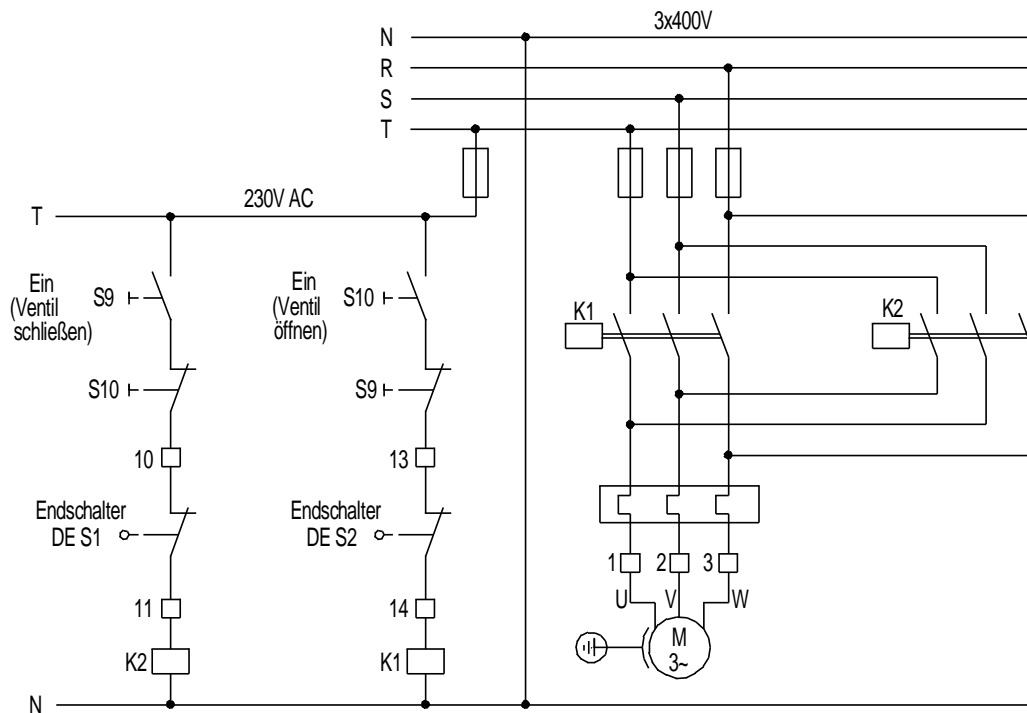 3x400V
N
R
S
T
230V AC
T
Ein
(Ventil
schließen)
S9
Ein
(Ventil
öffnen)
S10
K1
K2
S10
S9
10
13
Endschalter
DE S1
Endschalter
DE S2
1
2
3
11
14
U
V
W
M
3~
K2
K1
N